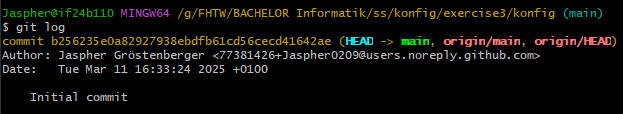 Jaspher@if24b110 MINGW64 /g/FHTW/BACHELOR Informatik/ss/konfig/exercise3/konfig (main)
$ git log
commit b256235e0a82927938ebdfb61cd56cecd41642ae (HEAD -> main, origin/main, origin/HEAD)
Author: Jaspher Gröstenberger <77381426+Jaspher0209@users.noreply.github.com>
Date:   Tue Mar 11 16:33:24 2025 +0100
    Initial commit